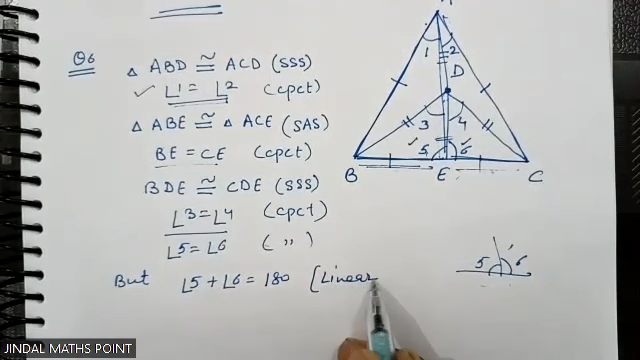 Q6
△ ABD ≅ ACD (SSS)
✓ ∠1 = ∠2 (cpct)
△ ABE ≅ △ ACE (SAS)
BE = CE (cpct)
BDE ≅ CDE (SSS)
∠3 = ∠4 (cpct)
∠5 = ∠6 ( ,, )
But ∠5 + ∠6 = 180 [Linear
1 2
D
3 4
✓ 5 6 ✓
B E C
5 6
JINDAL MATHS POINT